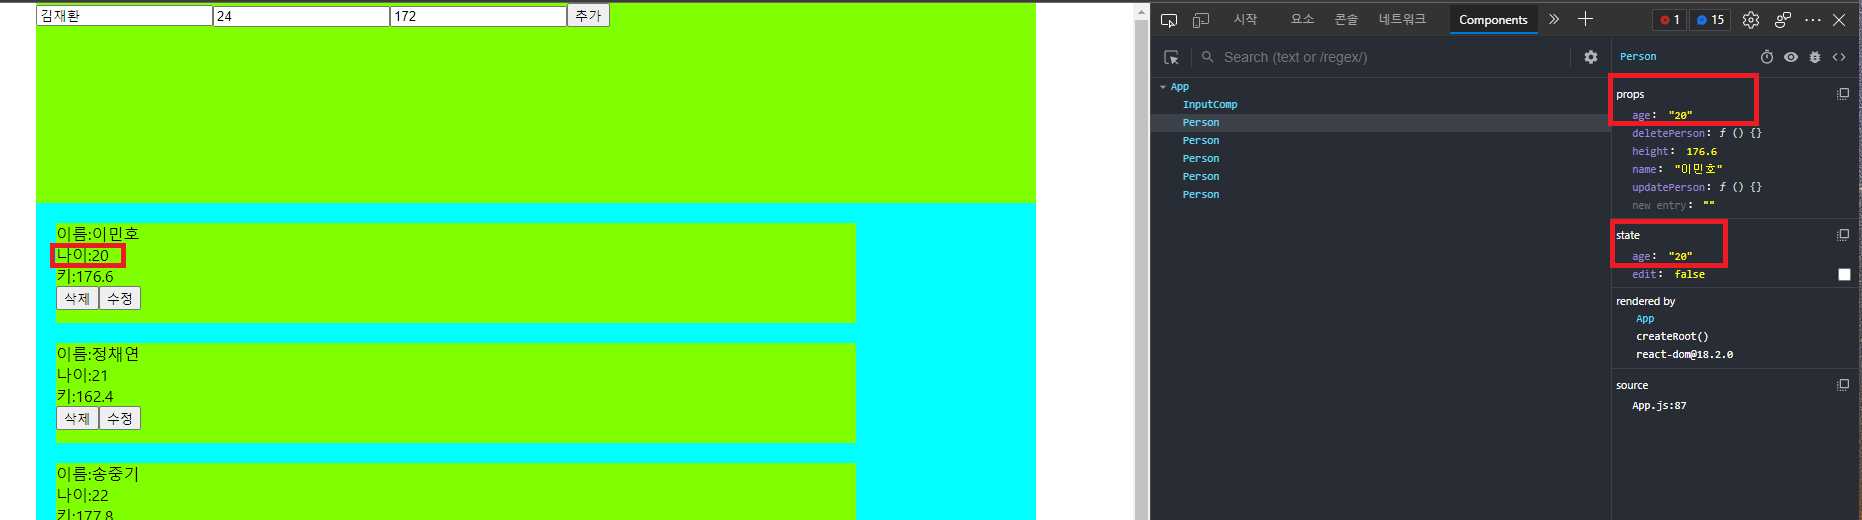 김재환 24 172 추가
이름:이민호
나이:20
키:176.6
삭제 수정
이름:정채연
나이:21
키:162.4
삭제 수정
이름:송중기
나이:22
키:177.8
시작 요소 콘솔 네트워크 Components 1 15
Search (text or /regex/)
App
InputComp
Person
Person
Person
Person
Person
Person
props
age: "20"
deletePerson: ƒ () {}
height: 176.6
name: "이민호"
updatePerson: ƒ () {}
new entry: ""
state
age: "20"
edit: false
rendered by
App
createRoot()
react-dom@18.2.0
source
App.js:87